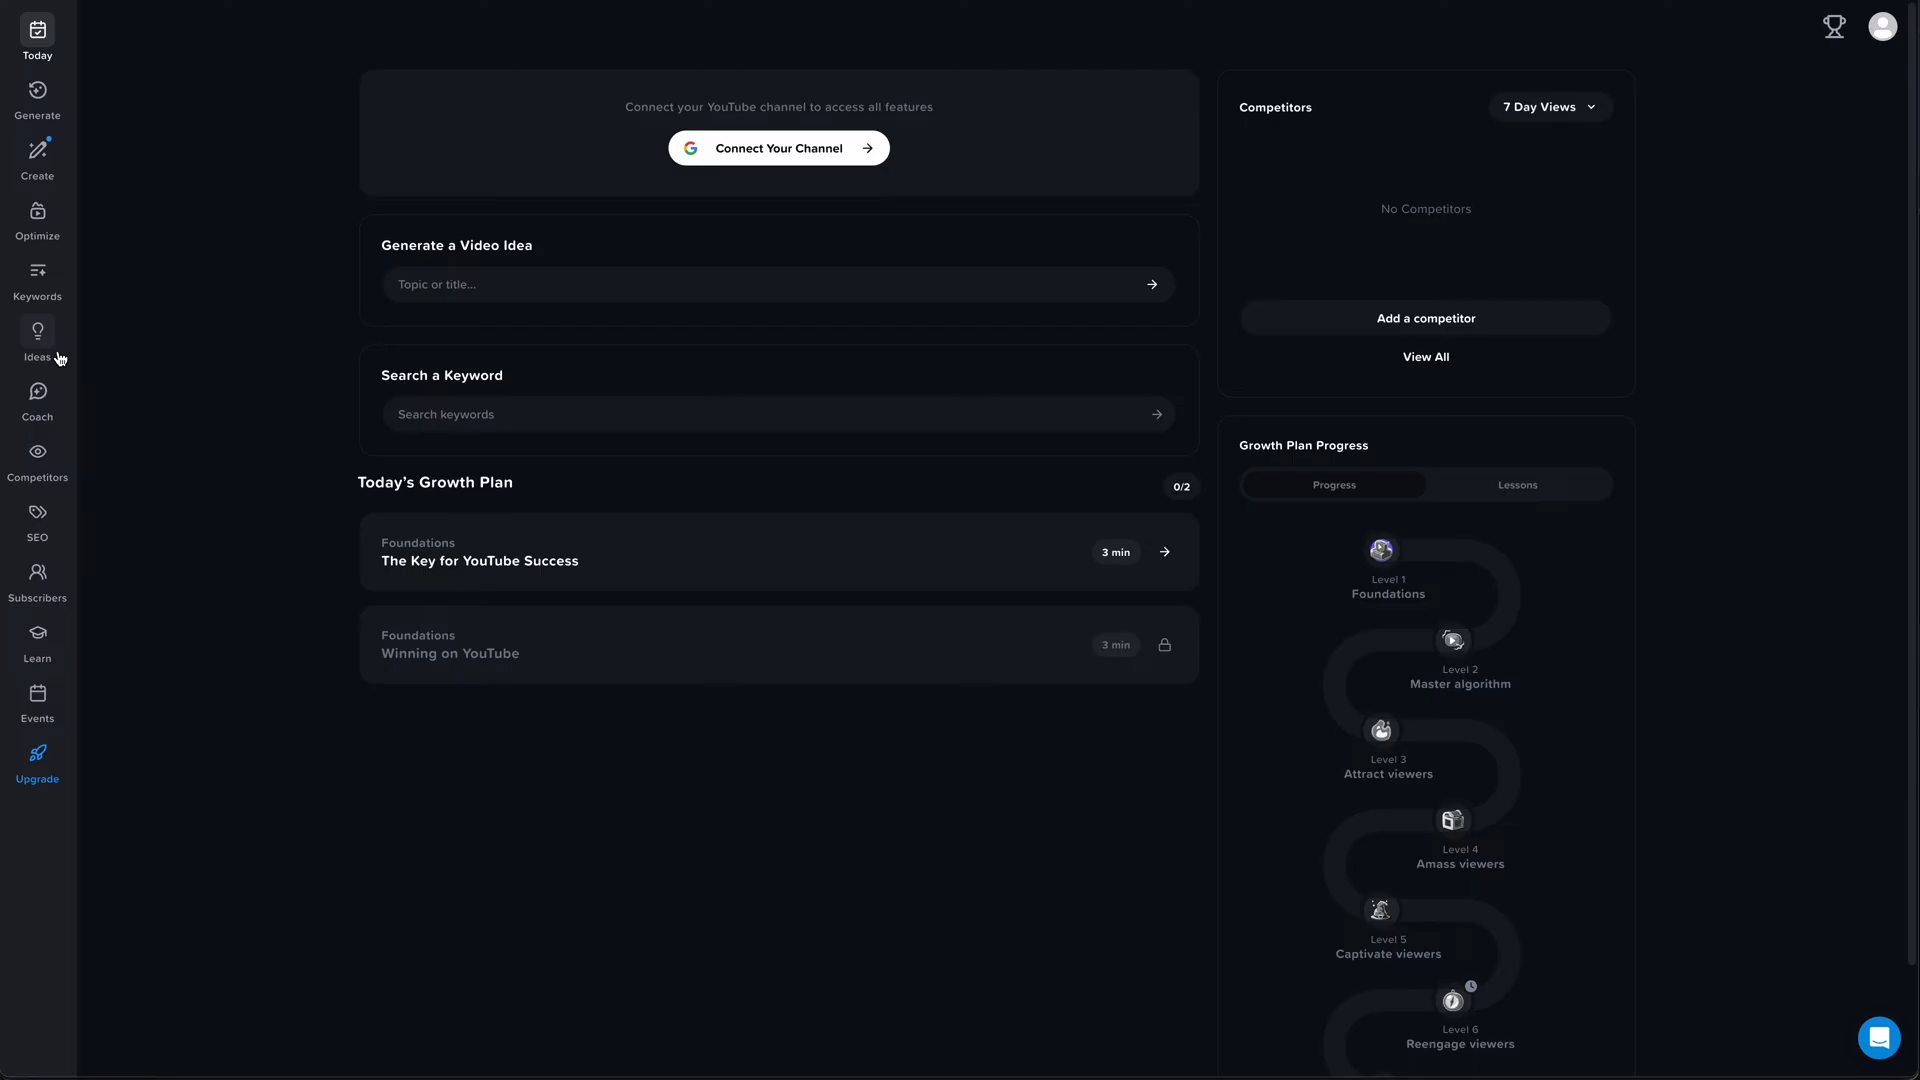 Today
Generate
Create
Optimize
Keywords
Ideas
Coach
Competitors
SEO
Subscribers
Learn
Events
Upgrade
Connect your YouTube channel to access all features
Connect Your Channel
Generate a Video Idea
Topic or title...
Search a Keyword
Search keywords
Today's Growth Plan
0/2
Foundations
The Key for YouTube Success
3 min
Foundations
Winning on YouTube
3 min
Competitors
7 Day Views
No Competitors
Add a competitor
View All
Growth Plan Progress
Progress
Lessons
Level 1
Foundations
Level 2
Master algorithm
Level 3
Attract viewers
Level 4
Amass viewers
Level 5
Captivate viewers
Level 6
Reengage viewers